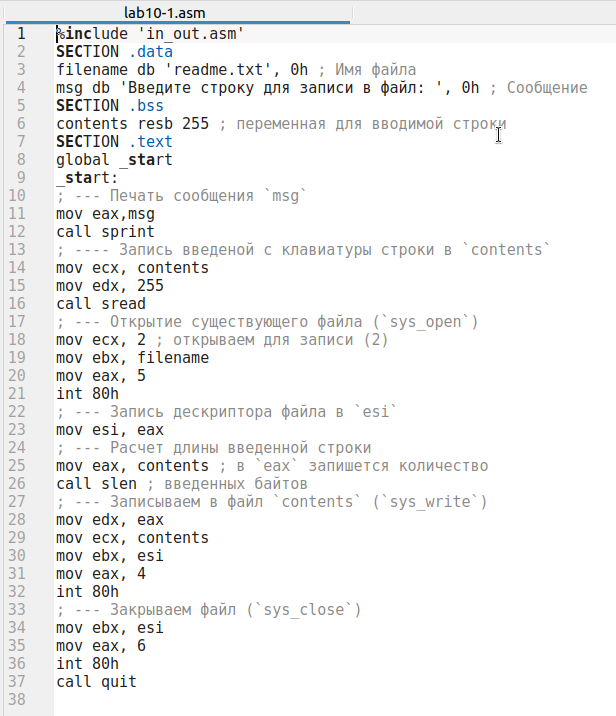 lab10-1.asm
1 %include 'in_out.asm'
2 SECTION .data
3 filename db 'readme.txt', 0h ; Имя файла
4 msg db 'Введите строку для записи в файл: ', 0h ; Сообщение
5 SECTION .bss
6 contents resb 255 ; переменная для вводимой строки
7 SECTION .text
8 global _start
9 _start:
10 ; --- Печать сообщения `msg`
11 mov eax,msg
12 call sprint
13 ; ---- Запись введеной с клавиатуры строки в `contents`
14 mov ecx, contents
15 mov edx, 255
16 call sread
17 ; --- Открытие существующего файла (`sys_open`)
18 mov ecx, 2 ; открываем для записи (2)
19 mov ebx, filename
20 mov eax, 5
21 int 80h
22 ; --- Запись дескриптора файла в `esi`
23 mov esi, eax
24 ; --- Расчет длины введенной строки
25 mov eax, contents ; в `eax` запишется количество
26 call slen ; введенных байтов
27 ; --- Записываем в файл `contents` (`sys_write`)
28 mov edx, eax
29 mov ecx, contents
30 mov ebx, esi
31 mov eax, 4
32 int 80h
33 ; --- Закрываем файл (`sys_close`)
34 mov ebx, esi
35 mov eax, 6
36 int 80h
37 call quit
38